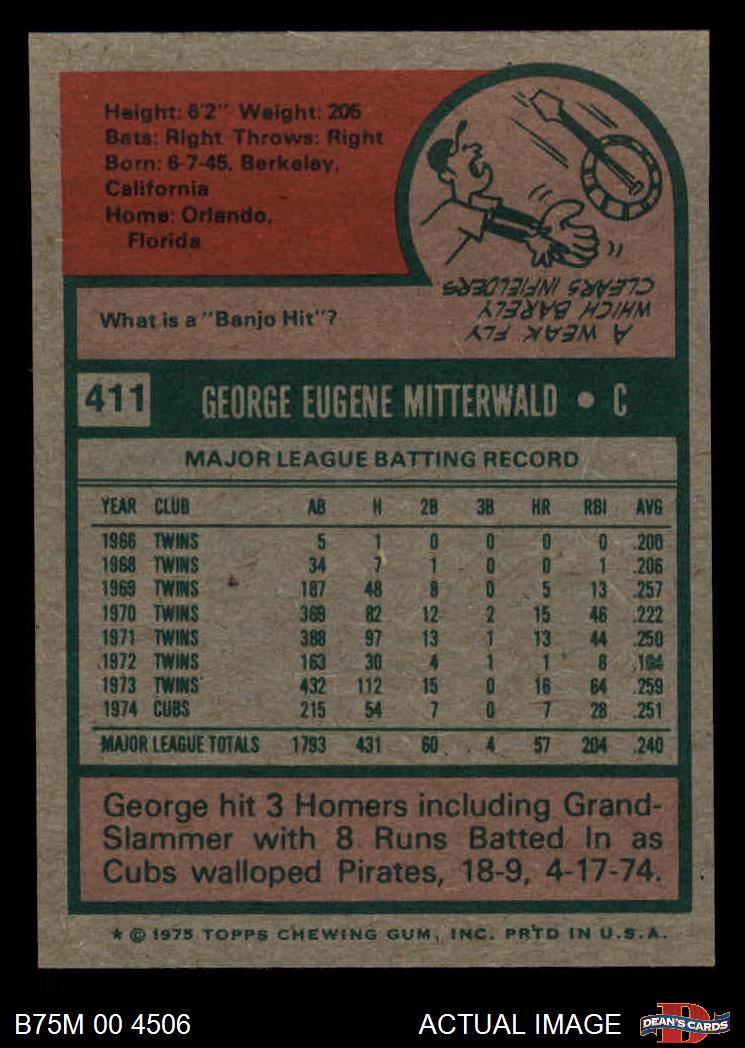 Height: 6'2" Weight: 205
Bats: Right Throws: Right
Born: 6-7-45, Berkeley,
California
Home: Orlando,
Florida
What is a "Banjo Hit"?
A WEAK FLY
WHICH BARELY
CLEARS INFIELDERS
411 GEORGE EUGENE MITTERWALD • C
MAJOR LEAGUE BATTING RECORD
YEAR CLUB AB H 2B 3B HR RBI AVG
1966 TWINS 5 1 0 0 0 0 .200
1968 TWINS 34 7 1 0 0 1 .206
1969 TWINS 187 48 8 0 5 13 .257
1970 TWINS 369 82 12 2 15 46 .222
1971 TWINS 388 97 13 1 13 44 .250
1972 TWINS 163 30 4 1 1 8 .184
1973 TWINS 432 112 15 0 16 64 .259
1974 CUBS 215 54 7 0 7 28 .251
MAJOR LEAGUE TOTALS 1793 431 60 4 57 204 .240
George hit 3 Homers including Grand-
Slammer with 8 Runs Batted In as
Cubs walloped Pirates, 18-9, 4-17-74.
★ © 1975 TOPPS CHEWING GUM, INC. PRTD IN U.S.A.
B75M 00 4506 ACTUAL IMAGE DEAN'S CARDS